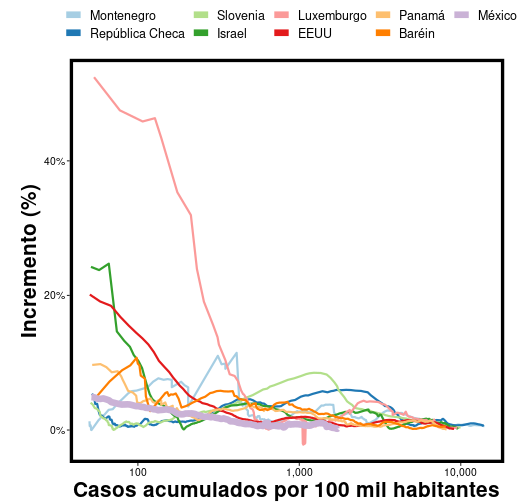 Montenegro Eslovenia Luxemburgo Panamá México
República Checa Israel EEUU Baréin
Incremento (%)
40%
20%
0%
100 1,000 10,000
Casos acumulados por 100 mil habitantes